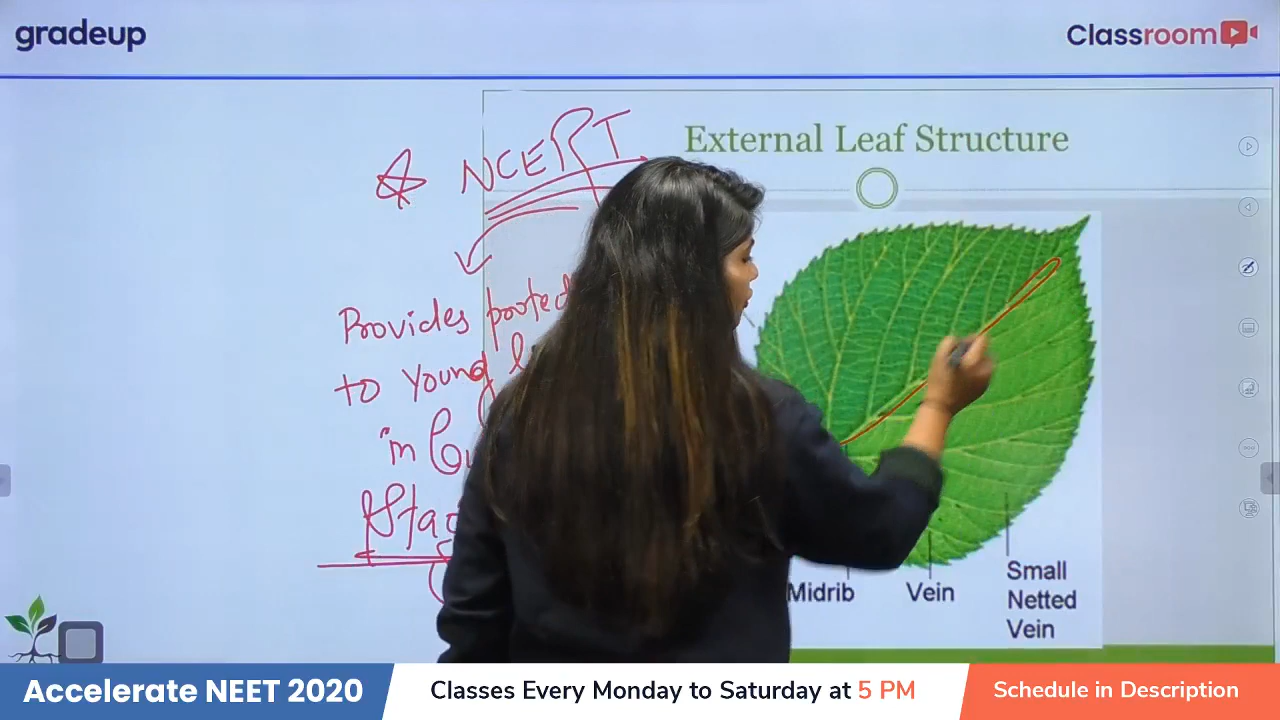 gradeup
Classroom
External Leaf Structure
NCERT
Provides
to Young
in
Midrib
Vein
Small
Netted
Vein
Accelerate NEET 2020
Classes Every Monday to Saturday at 5 PM
Schedule in Description